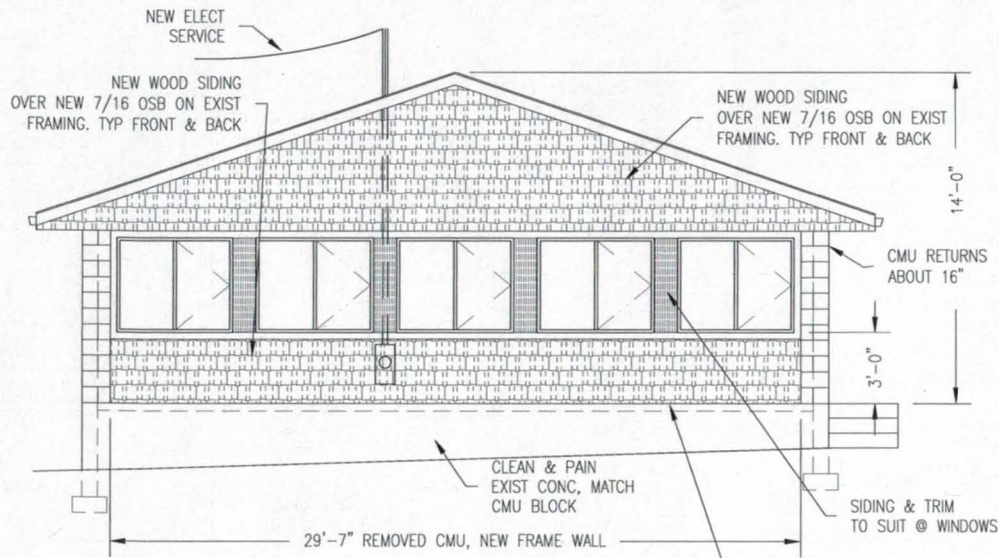 NEW ELECT
SERVICE
NEW WOOD SIDING
OVER NEW 7/16 OSB ON EXIST
FRAMING. TYP FRONT & BACK
NEW WOOD SIDING
OVER NEW 7/16 OSB ON EXIST
FRAMING. TYP FRONT & BACK
14'-0"
CMU RETURNS
ABOUT 16"
3'-0"
CLEAN & PAIN
EXIST CONC, MATCH
CMU BLOCK
SIDING & TRIM
TO SUIT @ WINDOWS
29'-7" REMOVED CMU, NEW FRAME WALL